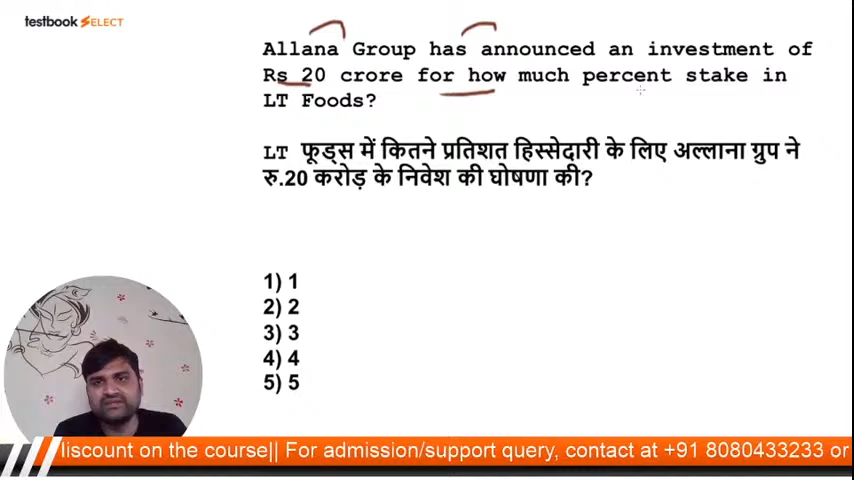 testbook SELECT
Allana Group has announced an investment of
Rs 20 crore for how much percent stake in
LT Foods?
LT फूड्स में कितने प्रतिशत हिस्सेदारी के लिए अल्लाना ग्रुप ने
रु.20 करोड़ के निवेश की घोषणा की?
1) 1
2) 2
3) 3
4) 4
5) 5
discount on the course|| For admission/support query, contact at +91 8080433233 or